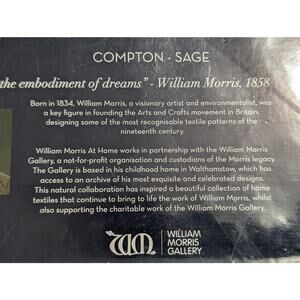 COMPTON - SAGE
the embodiment of dreams" - William Morris, 1858
Born in 1834, William Morris, a visionary artist and environmentalist, was
a key figure in founding the Arts and Crafts movement in Britain,
designing some of the most recognisable textile patterns of the
nineteenth century.
William Morris At Home works in partnership with the William Morris
Gallery, a not-for-profit organisation and custodians of the Morris legacy.
The Gallery is based in his childhood home in Walthamstow, which has
access to an archive of his most exquisite and celebrated designs.
This natural collaboration has inspired a beautiful collection of home
textiles that continue to bring to life the work of William Morris, whilst
also supporting the charitable work of the William Morris Gallery.
WM
WILLIAM
MORRIS
GALLERY